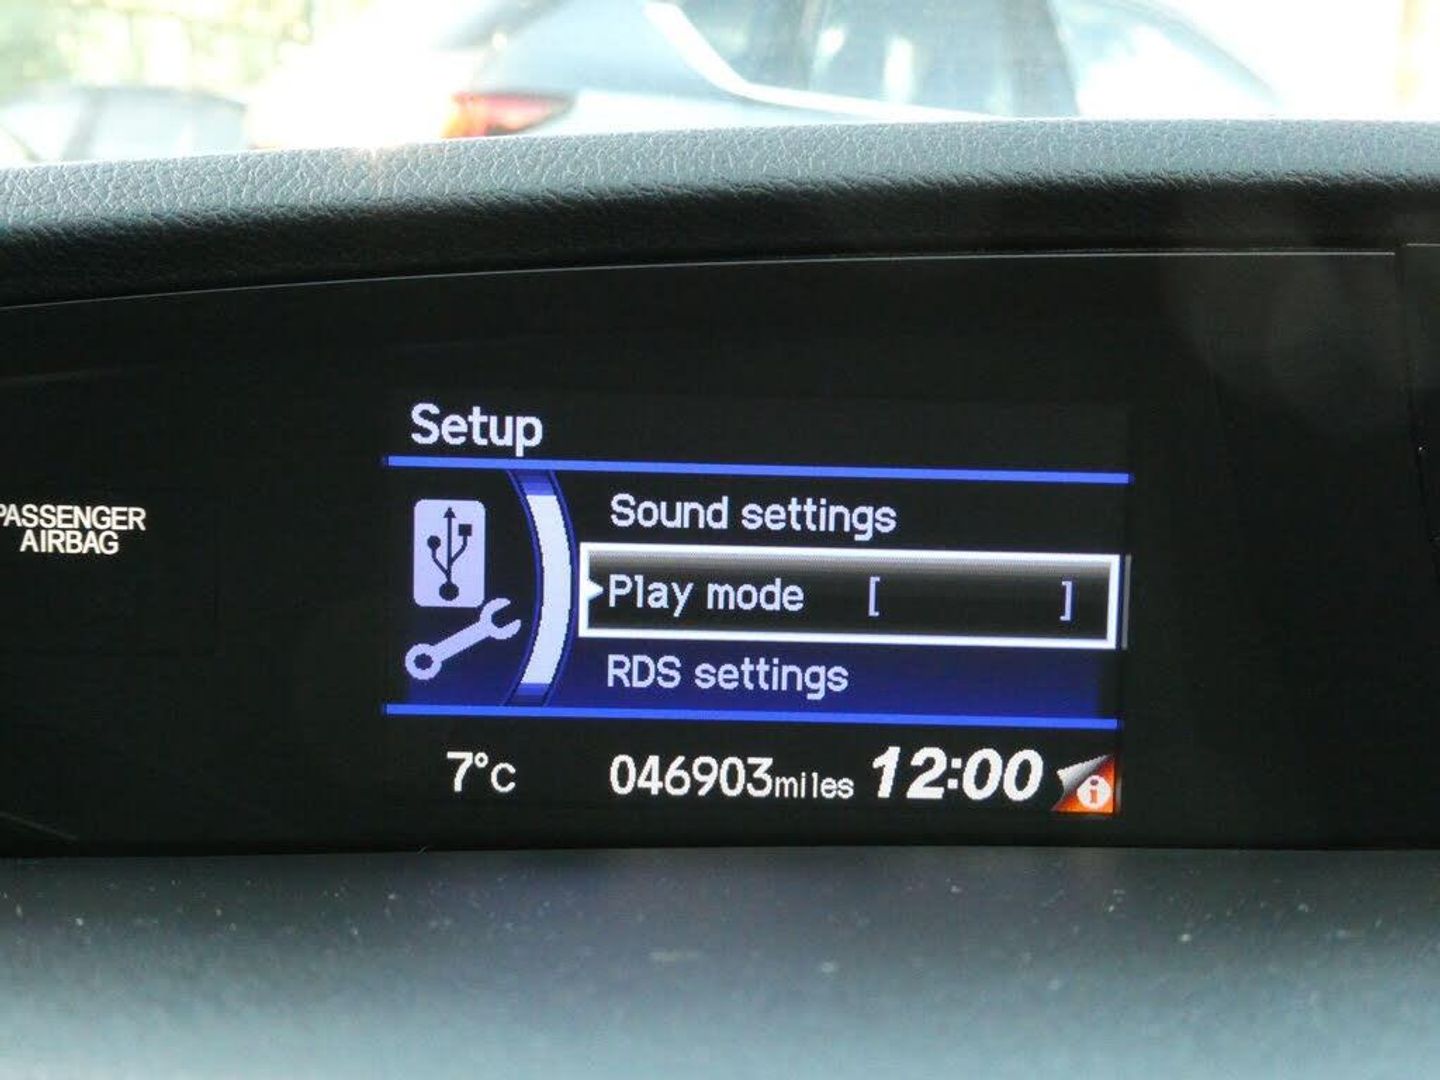 Setup
Sound settings
PASSENGER
AIRBAG
Play mode [ ]
RDS settings
7°C
046903miles
12:00
i